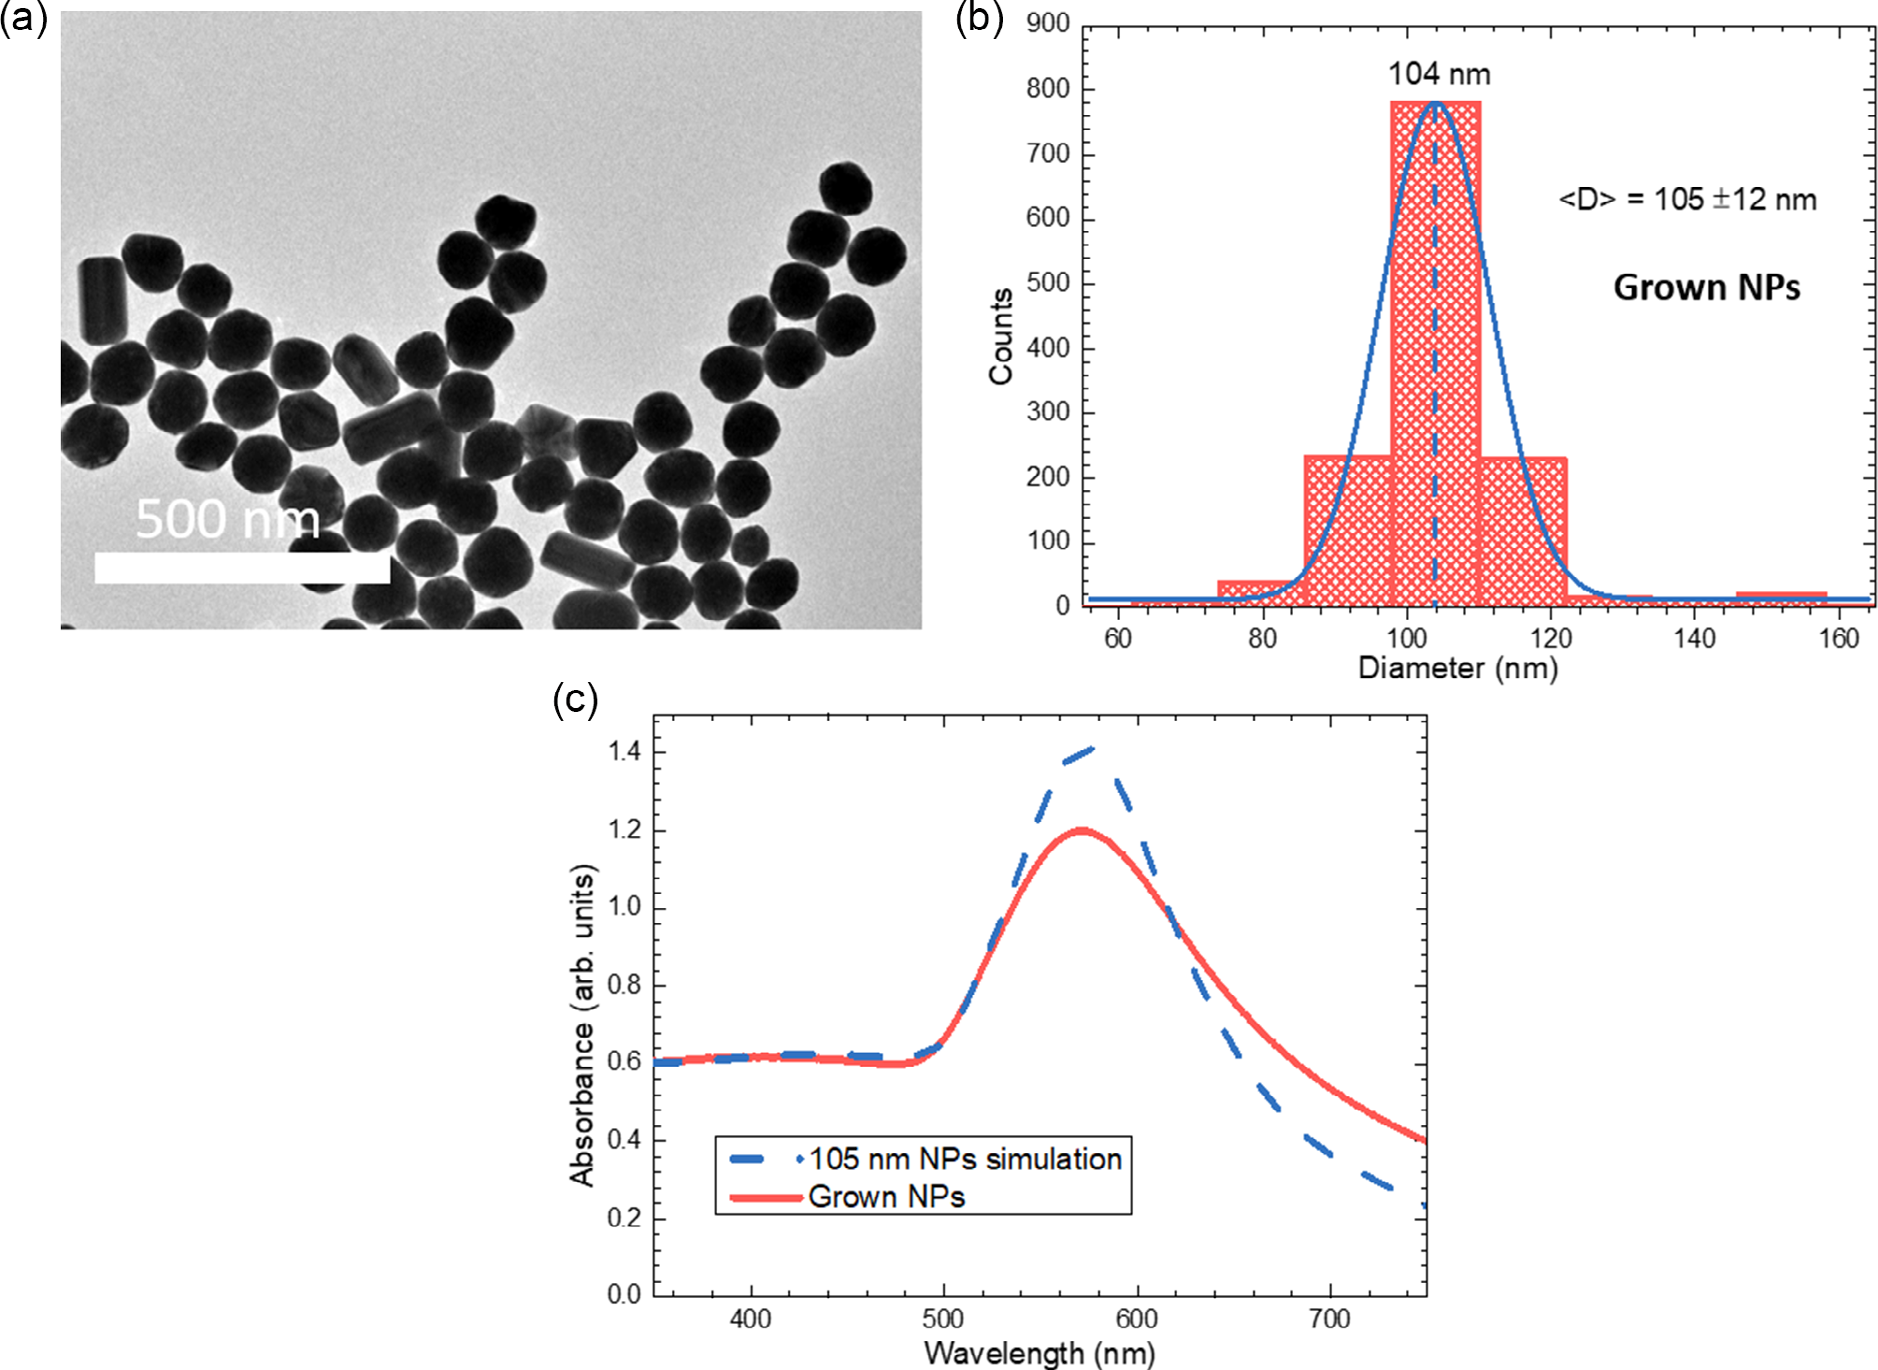 (a)
500 nm
(b)
900
800
700
600
500
400
300
200
100
0
Counts
104 nm
<D> = 105 ±12 nm
Grown NPs
60 80 100 120 140 160
Diameter (nm)
(c)
1.4
1.2
1.0
0.8
0.6
0.4
0.2
0.0
Absorbance (arb. units)
105 nm NPs simulation
Grown NPs
400 500 600 700
Wavelength (nm)